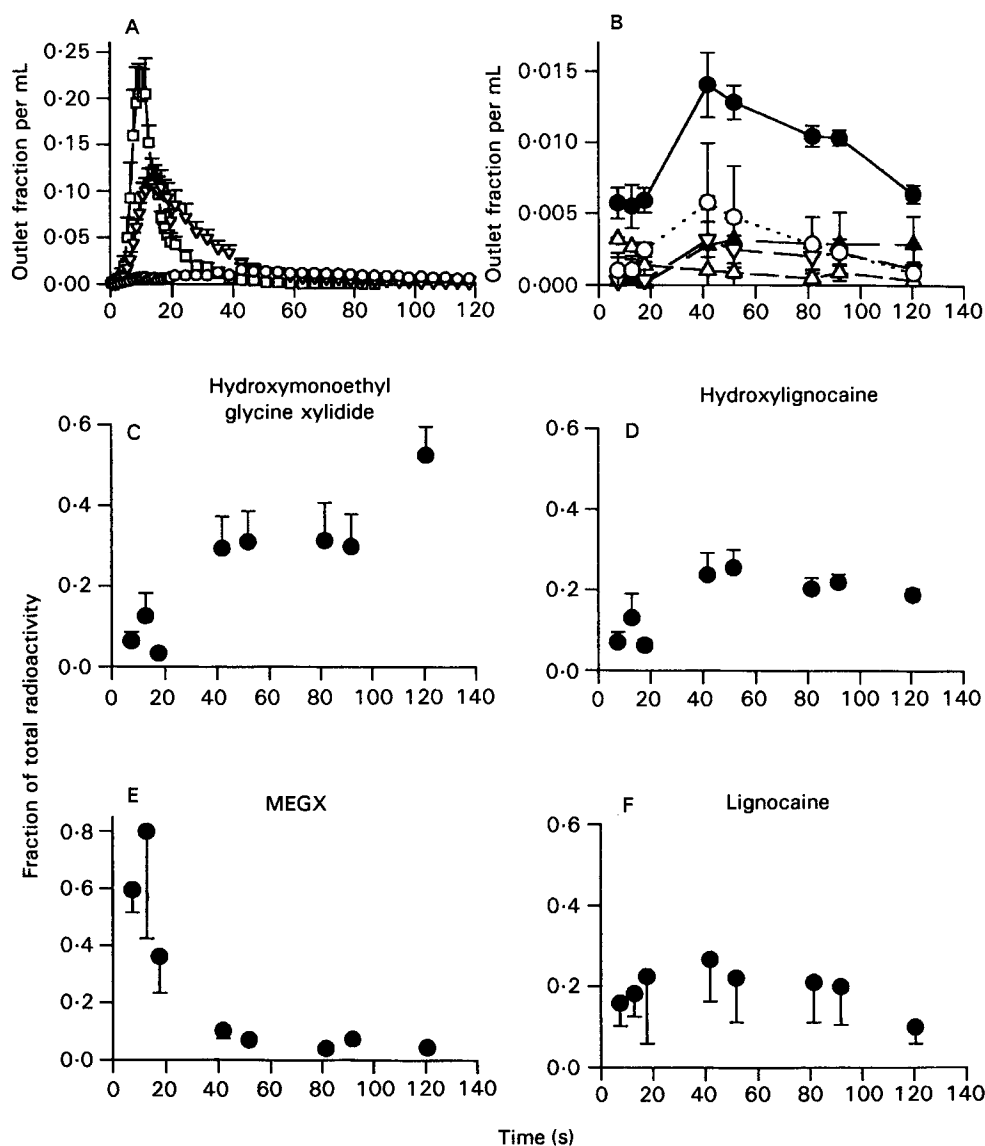 A
0·25
0·20
0·15
0·10
0·05
0·00
Outlet fraction per mL
0 20 40 60 80 100 120
B
0·015
0·010
0·005
0·000
Outlet fraction per mL
0 20 40 60 80 100 120 140
Hydroxymonoethyl
glycine xylidide
C
0·6
0·4
0·2
0·0
0 20 40 60 80 100 120 140
Hydroxylignocaine
D
0·6
0·4
0·2
0·0
0 20 40 60 80 100 120 140
Fraction of total radioactivity
MEGX
E
0·8
0·6
0·4
0·2
0·0
0 20 40 60 80 100 120 140
Lignocaine
F
0·6
0·4
0·2
0·0
0 20 40 60 80 100 120 140
Time (s)